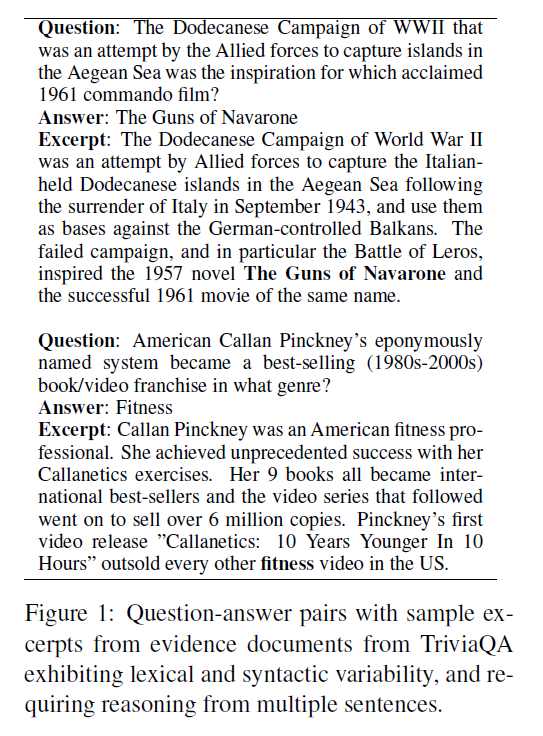 Question: The Dodecanese Campaign of WWII that
was an attempt by the Allied forces to capture islands in
the Aegean Sea was the inspiration for which acclaimed
1961 commando film?
Answer: The Guns of Navarone
Excerpt: The Dodecanese Campaign of World War II
was an attempt by Allied forces to capture the Italian-
held Dodecanese islands in the Aegean Sea following
the surrender of Italy in September 1943, and use them
as bases against the German-controlled Balkans. The
failed campaign, and in particular the Battle of Leros,
inspired the 1957 novel The Guns of Navarone and
the successful 1961 movie of the same name.
Question: American Callan Pinckney's eponymously
named system became a best-selling (1980s-2000s)
book/video franchise in what genre?
Answer: Fitness
Excerpt: Callan Pinckney was an American fitness pro-
fessional. She achieved unprecedented success with her
Callanetics exercises. Her 9 books all became inter-
national best-sellers and the video series that followed
went on to sell over 6 million copies. Pinckney's first
video release ”Callanetics: 10 Years Younger In 10
Hours” outsold every other fitness video in the US.
Figure 1: Question-answer pairs with sample ex-
cerpts from evidence documents from TriviaQA
exhibiting lexical and syntactic variability, and re-
quiring reasoning from multiple sentences.